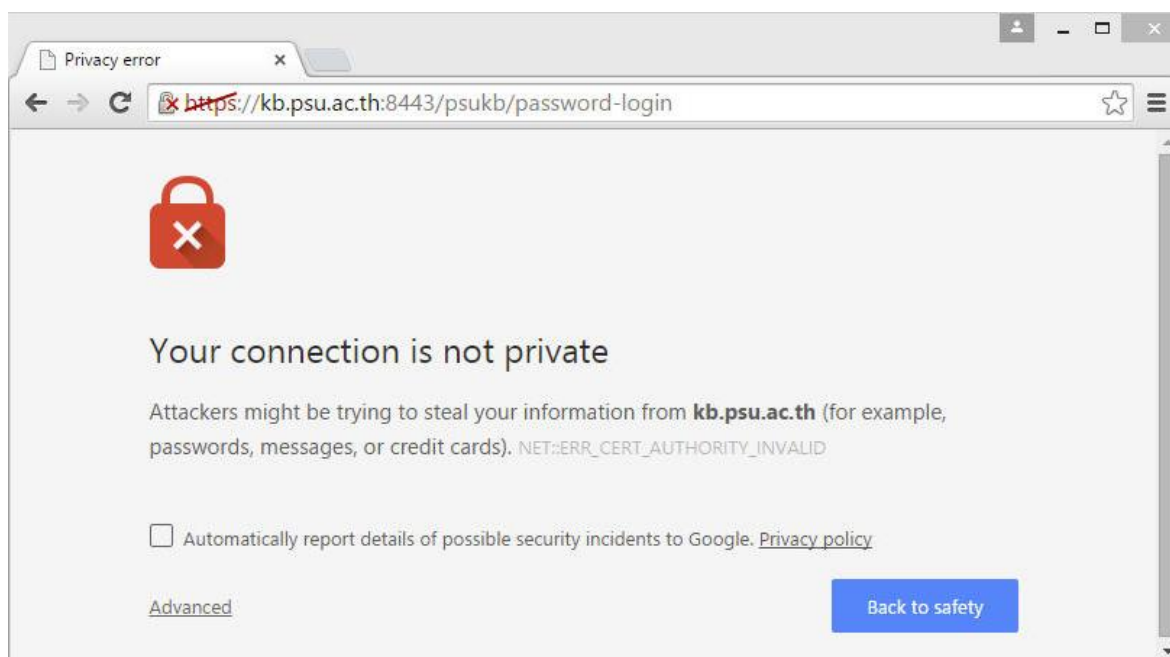 Privacy error
https://kb.psu.ac.th:8443/psukb/password-login
Your connection is not private
Attackers might be trying to steal your information from kb.psu.ac.th (for example,
passwords, messages, or credit cards). NET::ERR_CERT_AUTHORITY_INVALID
Automatically report details of possible security incidents to Google. Privacy policy
Advanced
Back to safety